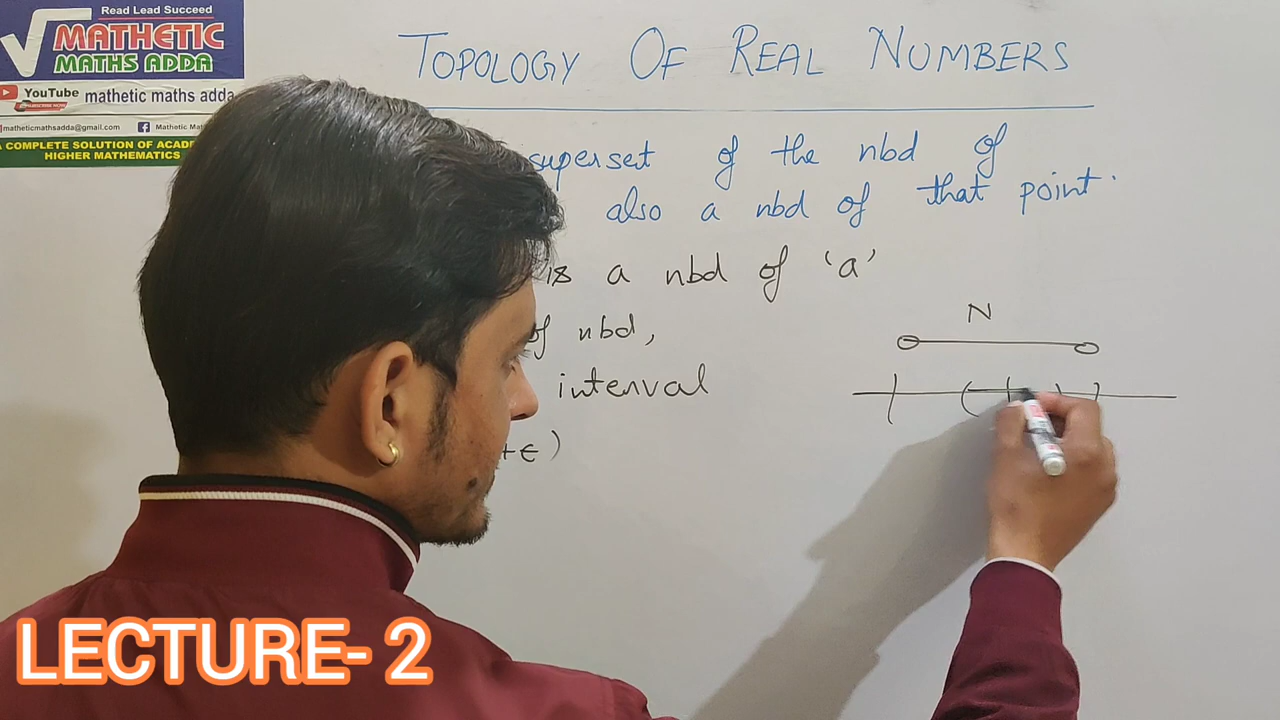 Read Lead Succeed
MATHETIC
MATHS ADDA
YouTube mathetic maths adda
matheticmathsadda@gmail.com Mathetic
A COMPLETE SOLUTION OF
HIGHER MATHEMATICS
TOPOLOGY OF REAL NUMBERS
superset of the nbd of
also a nbd of that point.
is a nbd of 'a'
of nbd,
interval
+ϵ)
N
LECTURE- 2